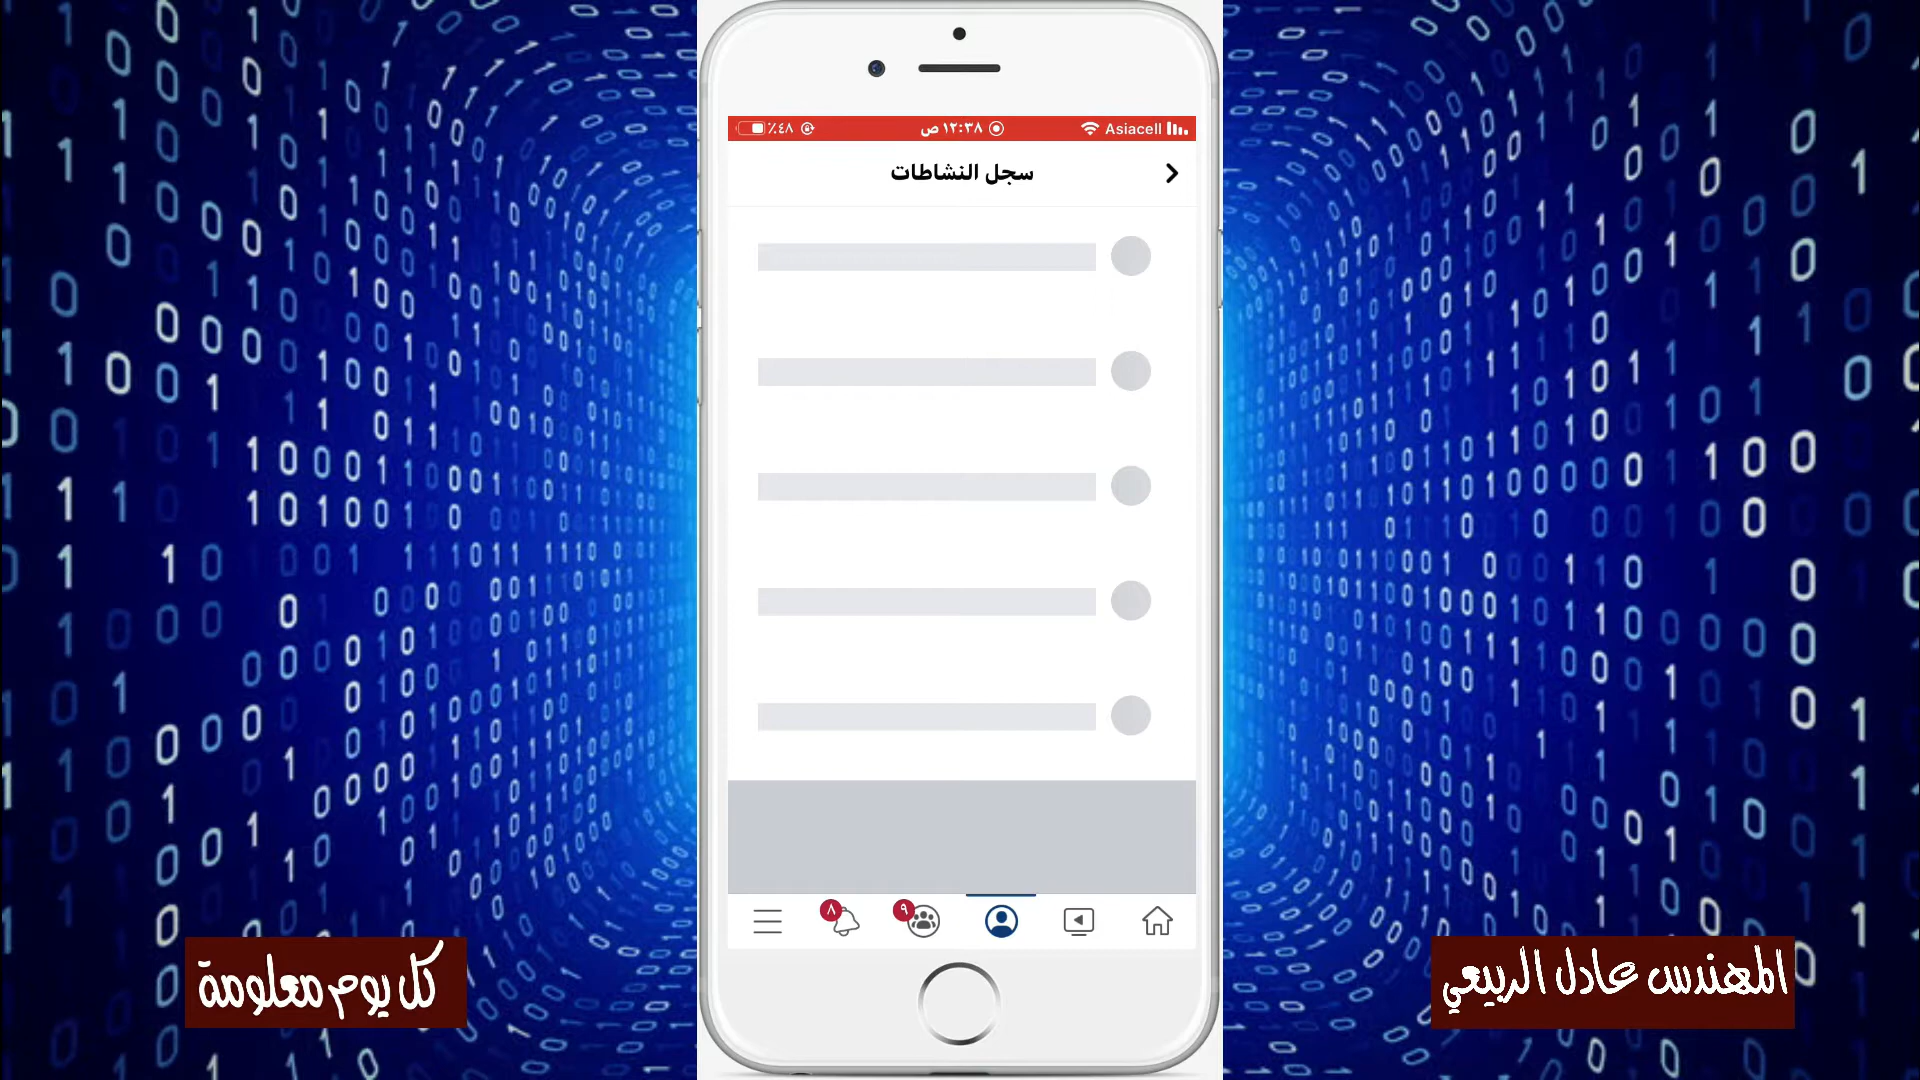 Asiacell ١٢:٣٨ ص ٤٨٪
سجل النشاطات
٩ ٨
المهندس عادل الربيعي
كل يوم معلومة